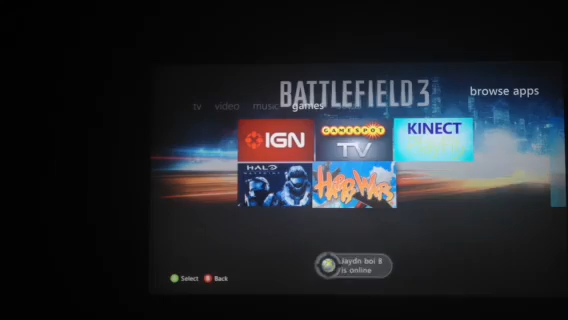 BATTLEFIELD 3
browse apps
tv video music games
IGN
GAMESPOT
TV
KINECT
HALO
Jaydn boi
is online
Select Back